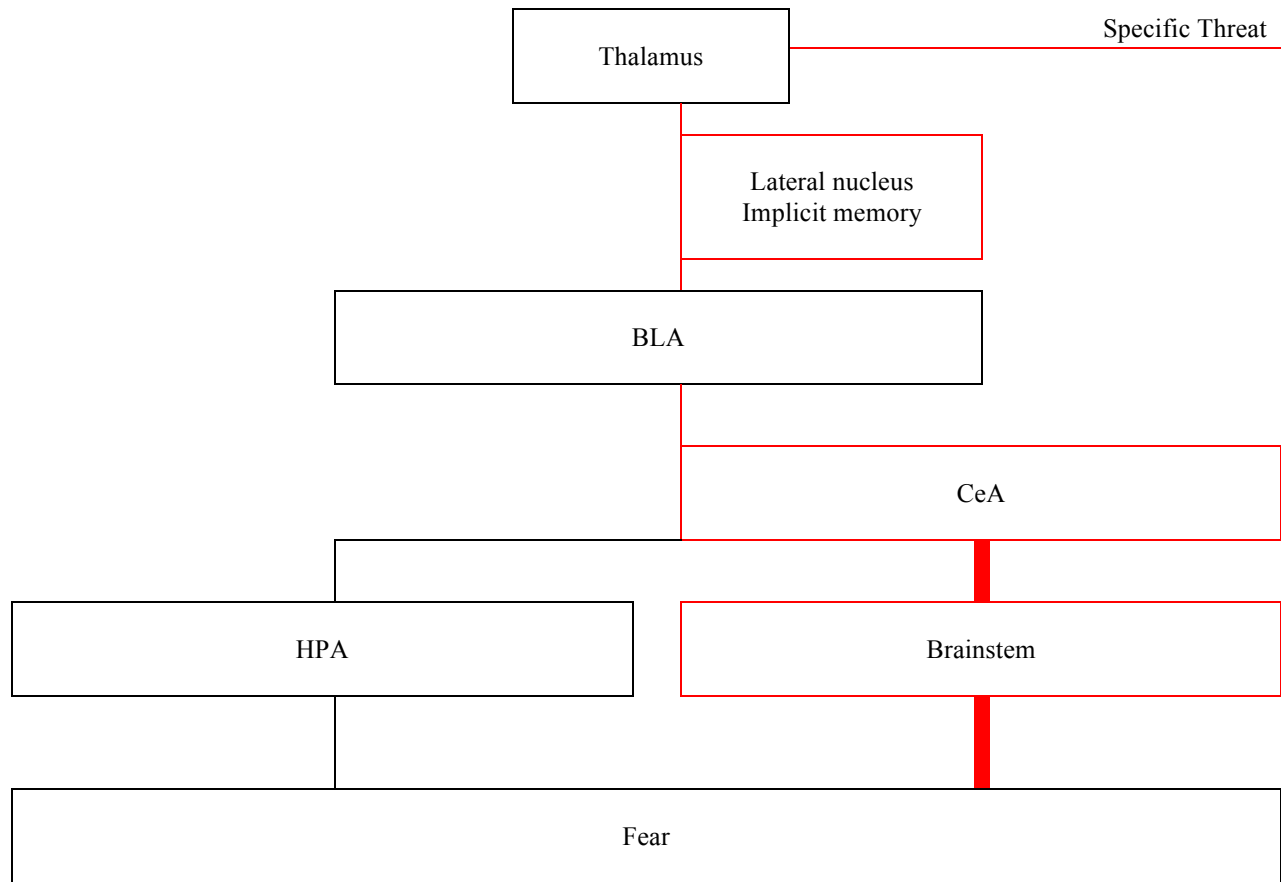 Specific Threat
Thalamus
Lateral nucleus
Implicit memory
BLA
CeA
HPA
Brainstem
Fear